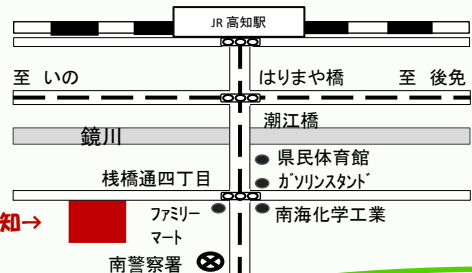 JR 高知駅
至 いの
はりまや橋
至 後免
潮江橋
鏡川
県民体育館
桟橋通四丁目
ｶﾞｿﾘﾝｽﾀﾝﾄﾞ
知→
ファミリー
マート
南海化学工業
南警察署